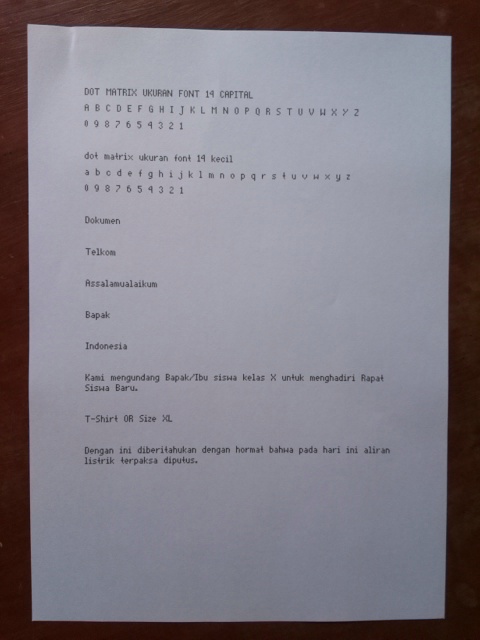 DOT MATRIX UKURAN FONT 14 CAPITAL
A B C D E F G H I J K L M N O P Q R S T U V W X Y Z
0 9 8 7 6 5 4 3 2 1
dot matrix ukuran font 14 kecil
a b c d e f g h i j k l m n o p q r s t u v w x y z
0 9 8 7 6 5 4 3 2 1
Dokumen
Telkom
Assalamualaikum
Bapak
Indonesia
Kami mengundang Bapak/Ibu siswa kelas X untuk menghadiri Rapat
Siswa Baru.
T-Shirt OR Size XL
Dengan ini diberitahukan dengan hormat bahwa pada hari ini aliran
listrik terpaksa diputus.